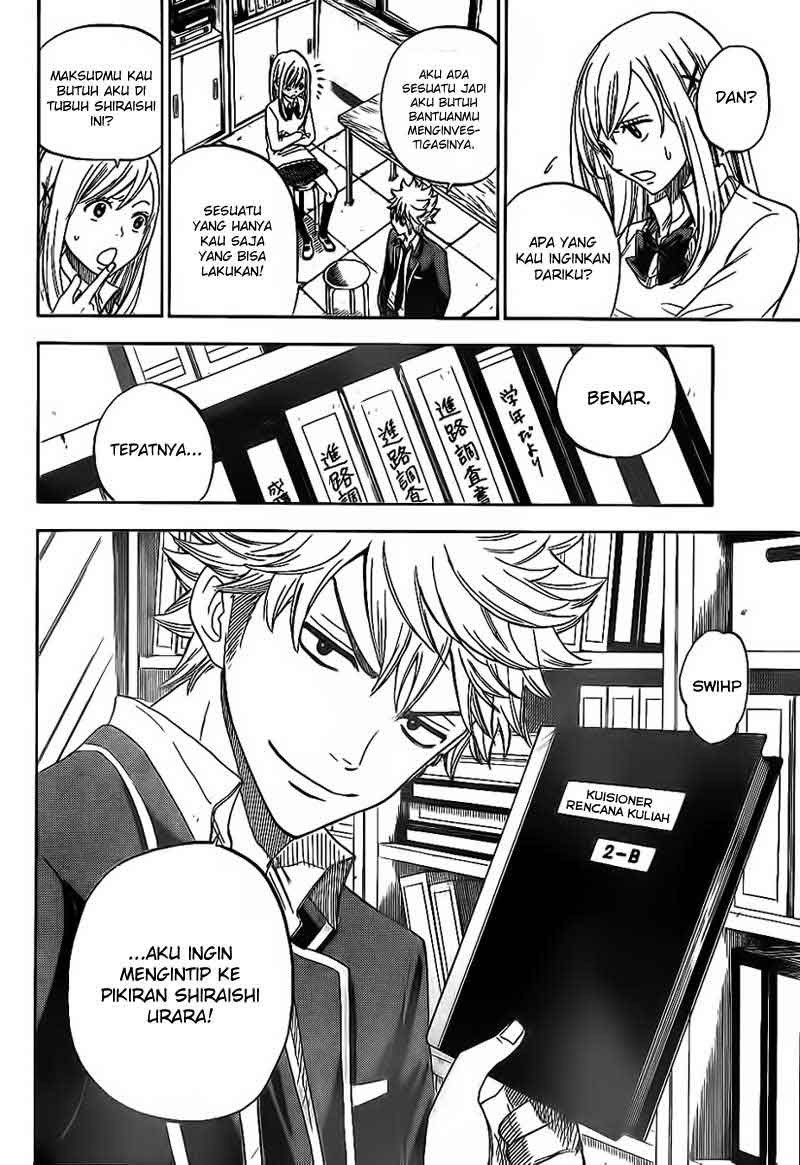 DAN?
APA YANG
KAU INGINKAN
DARIKU?
AKU ADA
SESUATU JADI
AKU BUTUH
BANTUANMU
MENGINVES-
TIGASINYA.
SESUATU
YANG HANYA
KAU SAJA
YANG BISA
LAKUKAN!
MAKSUDMU KAU
BUTUH AKU DI
TUBUH SHIRAISHI
INI?
BENAR.
学年だより
進路調査書
進路調査
進路調
TEPATNYA...
SWIHP
KUISIONER
RENCANA KULIAH
2-B
...AKU INGIN
MENGINTIP KE
PIKIRAN SHIRAISHI
URARA!